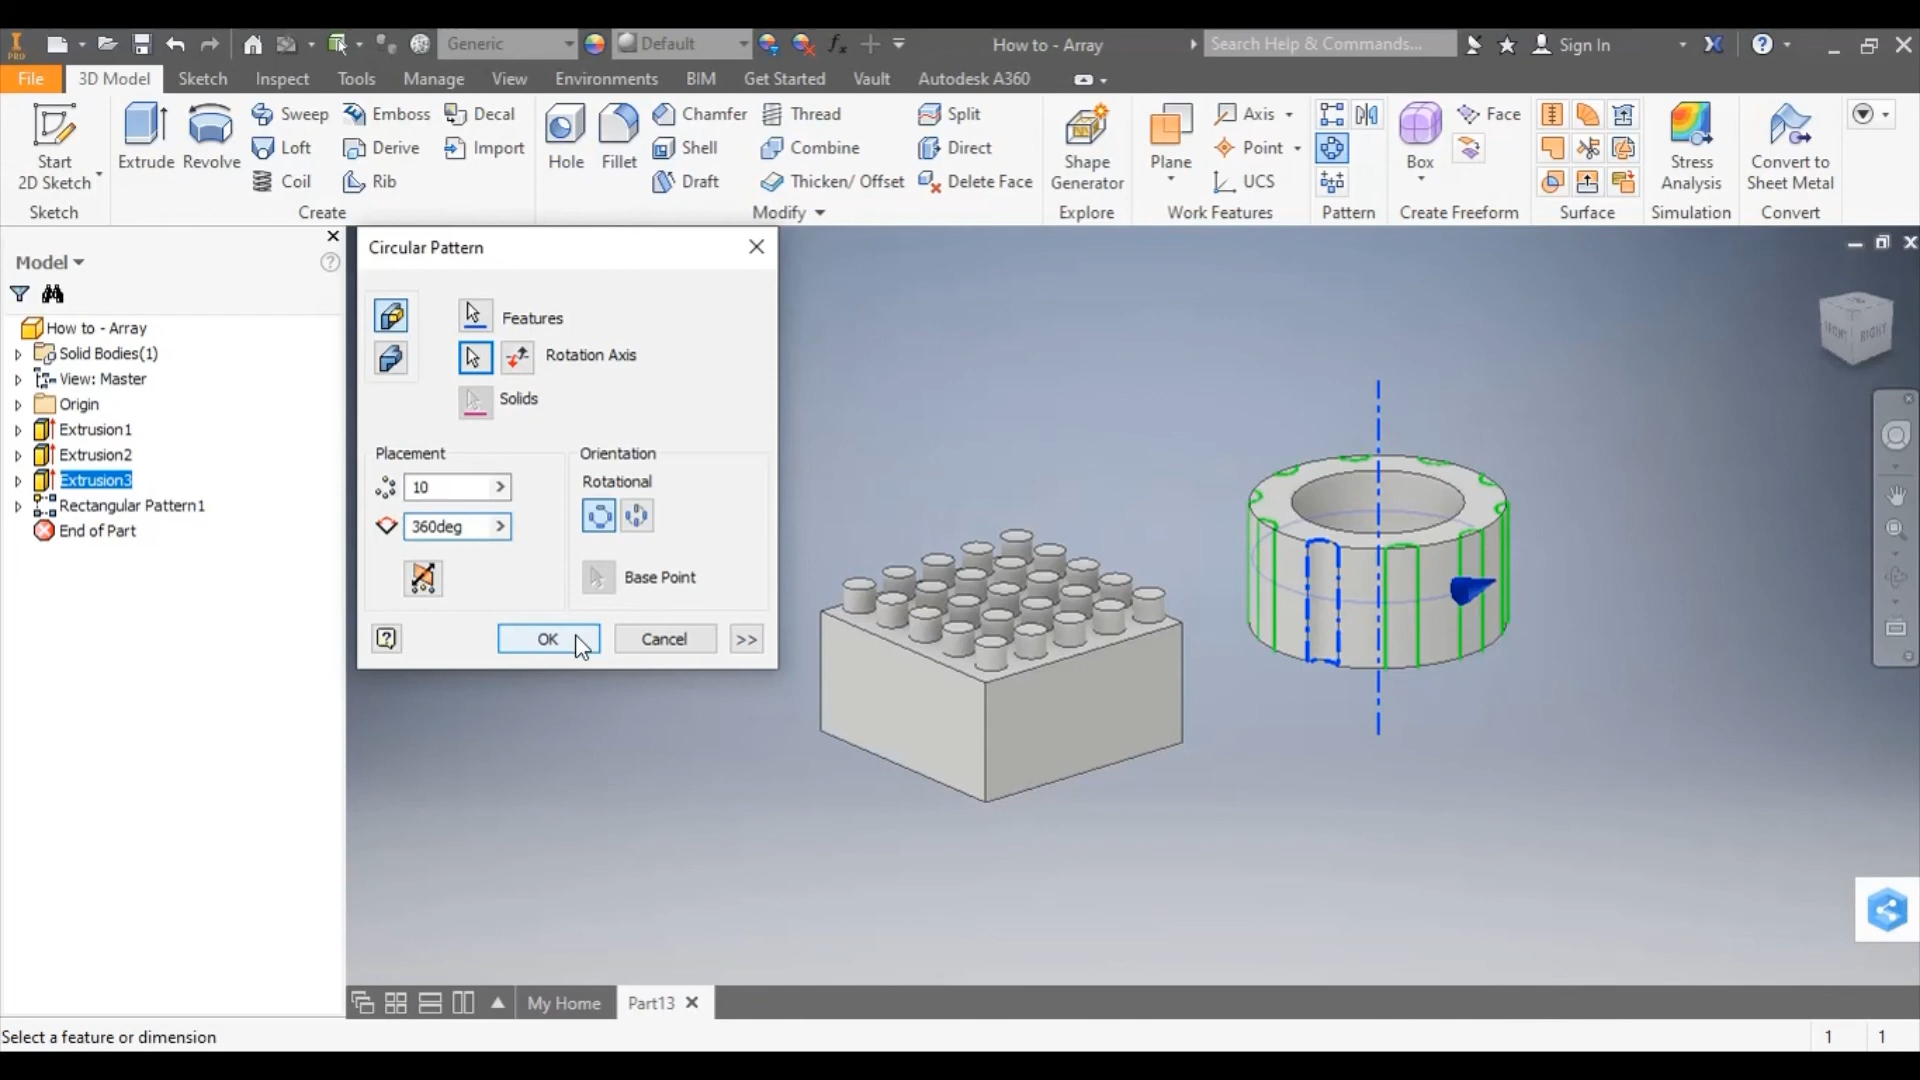 PRO
Generic
Default
How to - Array
Search Help & Commands...
Sign In
File
3D Model
Sketch
Inspect
Tools
Manage
View
Environments
BIM
Get Started
Vault
Autodesk A360
Start
2D Sketch
Sketch
Extrude
Revolve
Sweep
Loft
Coil
Emboss
Derive
Rib
Decal
Import
Create
Hole
Fillet
Chamfer
Shell
Draft
Thread
Combine
Thicken/ Offset
Split
Direct
Delete Face
Modify
Shape
Generator
Explore
Plane
Axis
Point
UCS
Work Features
Pattern
Box
Face
Create Freeform
Surface
Stress
Analysis
Simulation
Convert to
Sheet Metal
Convert
Model
How to - Array
Solid Bodies(1)
View: Master
Origin
Extrusion1
Extrusion2
Extrusion3
Rectangular Pattern1
End of Part
Circular Pattern
Features
Rotation Axis
Solids
Placement
10
360deg
Orientation
Rotational
Base Point
OK
Cancel
>>
FRONT
RIGHT
My Home
Part13
Select a feature or dimension
1
1